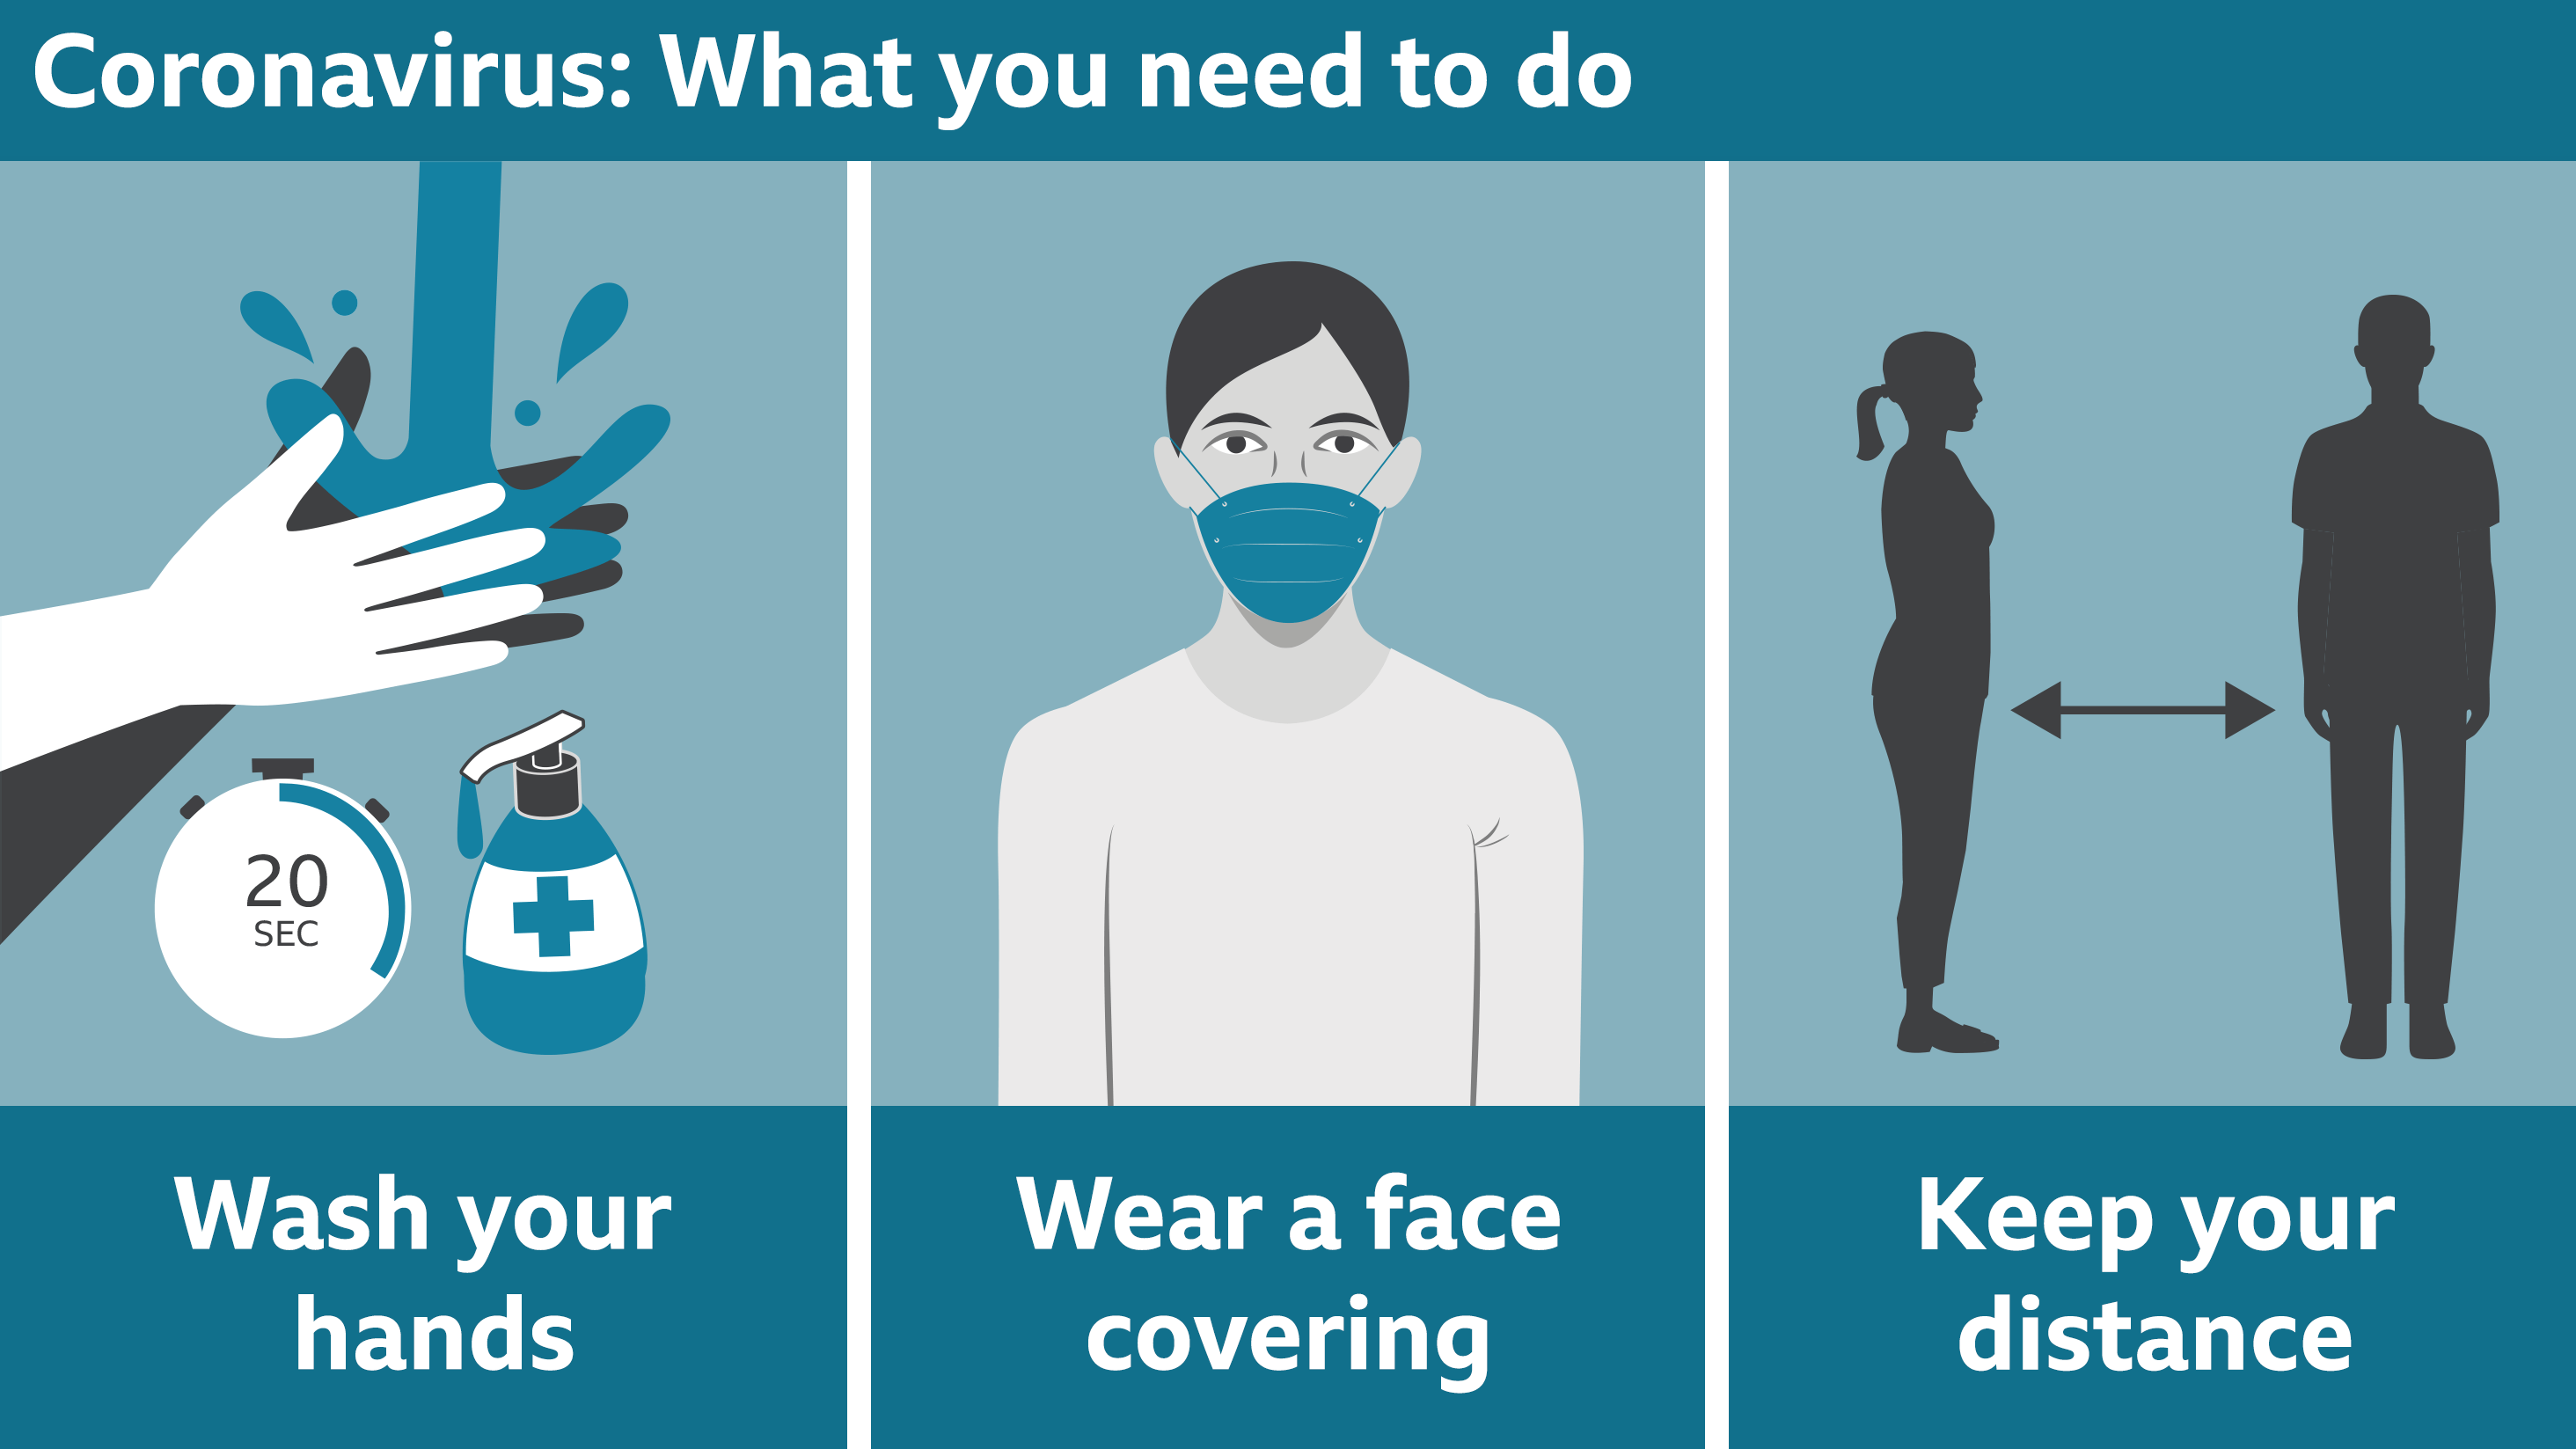 Coronavirus: What you need to do
20
SEC
Wash your
hands
Wear a face
covering
Keep your
distance